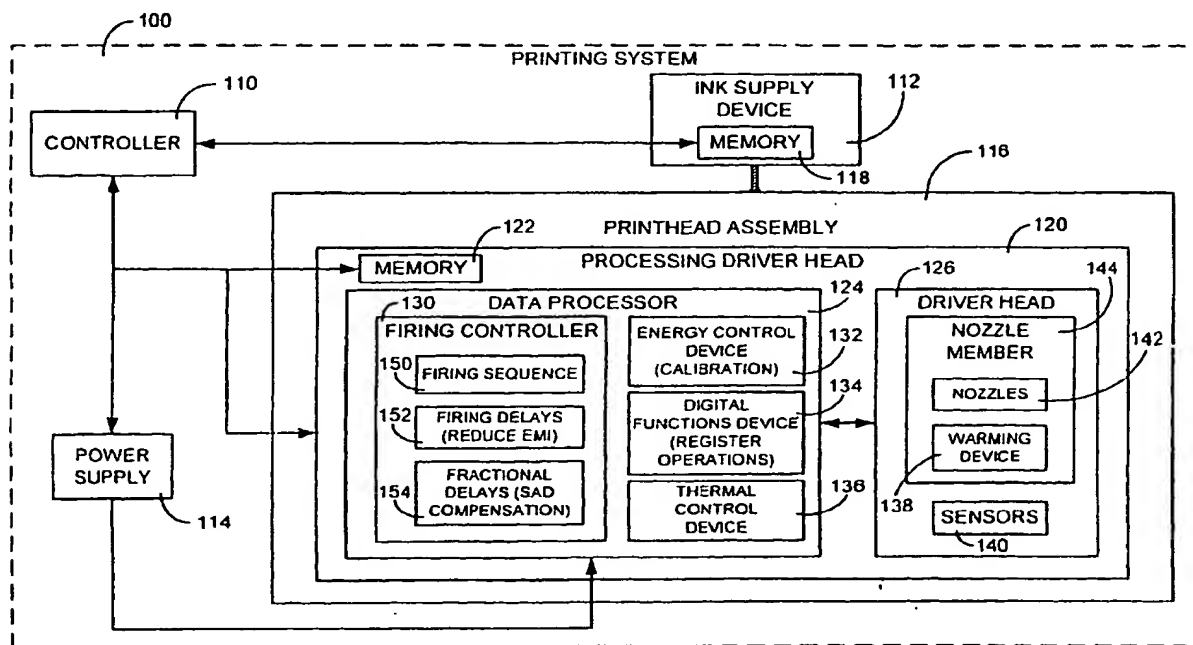 100
PRINTING SYSTEM
110
CONTROLLER
INK SUPPLY
DEVICE
112
MEMORY
118
116
PRINTHEAD ASSEMBLY
122
120
MEMORY
PROCESSING DRIVER HEAD
DATA PROCESSOR
124
126
DRIVER HEAD
144
130
FIRING CONTROLLER
150
FIRING SEQUENCE
152
FIRING DELAYS
(REDUCE EMI)
154
FRACTIONAL
DELAYS (SAD
COMPENSATION)
ENERGY CONTROL
DEVICE
(CALIBRATION)
132
DIGITAL
FUNCTIONS DEVICE
(REGISTER
OPERATIONS)
134
THERMAL
CONTROL
DEVICE
136
NOZZLE
MEMBER
142
NOZZLES
WARMING
DEVICE
138
SENSORS
140
POWER
SUPPLY
114